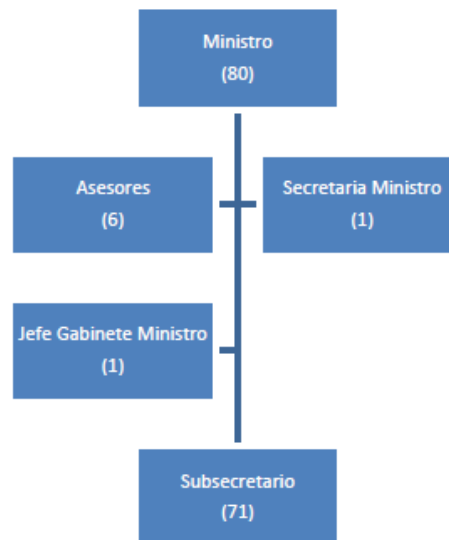 Ministro
(80)
Asesores
(6)
Secretaria Ministro
(1)
Jefe Gabinete Ministro
(1)
Subsecretario
(71)